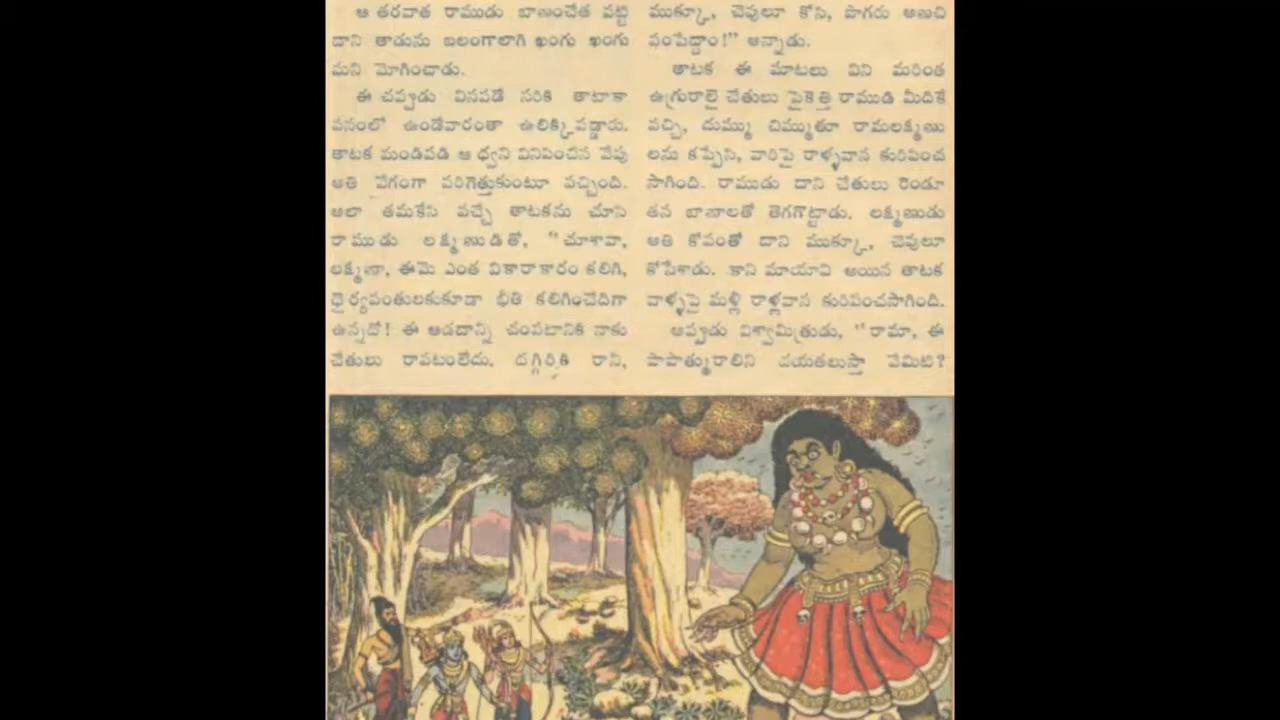 ఆ తరవాత రాముడు బాణంచేత పట్టి
దాని తాడును బలంగాలాగి ఖంగు ఖంగు
మని మోగించాడు.
ఈ చప్పుడు వినపడే సరికి తాటకా
వనంలో ఉండేవారంతా ఉలిక్కిపడ్డారు.
తాటక మండిపడి ఆ ధ్వని వినిపించిన వేపు
అతి వేగంగా పరిగెత్తుకుంటూ వచ్చింది.
అలా తమకేసి వచ్చే తాటకను చూసి
రాముడు లక్ష్మణుడితో, "చూశావా,
లక్ష్మణా, ఈమె ఎంత వికారాకారం కలిగి,
ధైర్యవంతులకుకూడా భీతి కలిగించేదిగా
ఉన్నదో! ఈ ఆడదాన్ని చంపటానికి నాకు
చేతులు రావటంలేదు. దగ్గిరికి రాని,
ముక్కూ, చెవులూ కోసి, పొగరు అణచి
పంపేద్దాం!" అన్నాడు.
తాటక ఈ మాటలు విని మరింత
ఉగ్రురాలై చేతులు పైకెత్తి రాముడి మీదికే
వచ్చి, దుమ్ము చిమ్ముతూ రామలక్ష్మణు
లను కప్పేసి, వారిపై రాళ్ళవాన కురిపించ
సాగింది. రాముడు దాని చేతులు రెండూ
తన బాణాలతో తెగగొట్టాడు. లక్ష్మణుడు
అతి కోపంతో దాని ముక్కూ, చెవులూ
కోసేశాడు. కాని మాయావి అయిన తాటక
వాళ్ళపై మళ్లీ రాళ్లవాన కురిపించసాగింది.
అప్పుడు విశ్వామిత్రుడు, "రామా, ఈ
పాపాత్మురాలిని దయతలుస్తా వేమిటి?